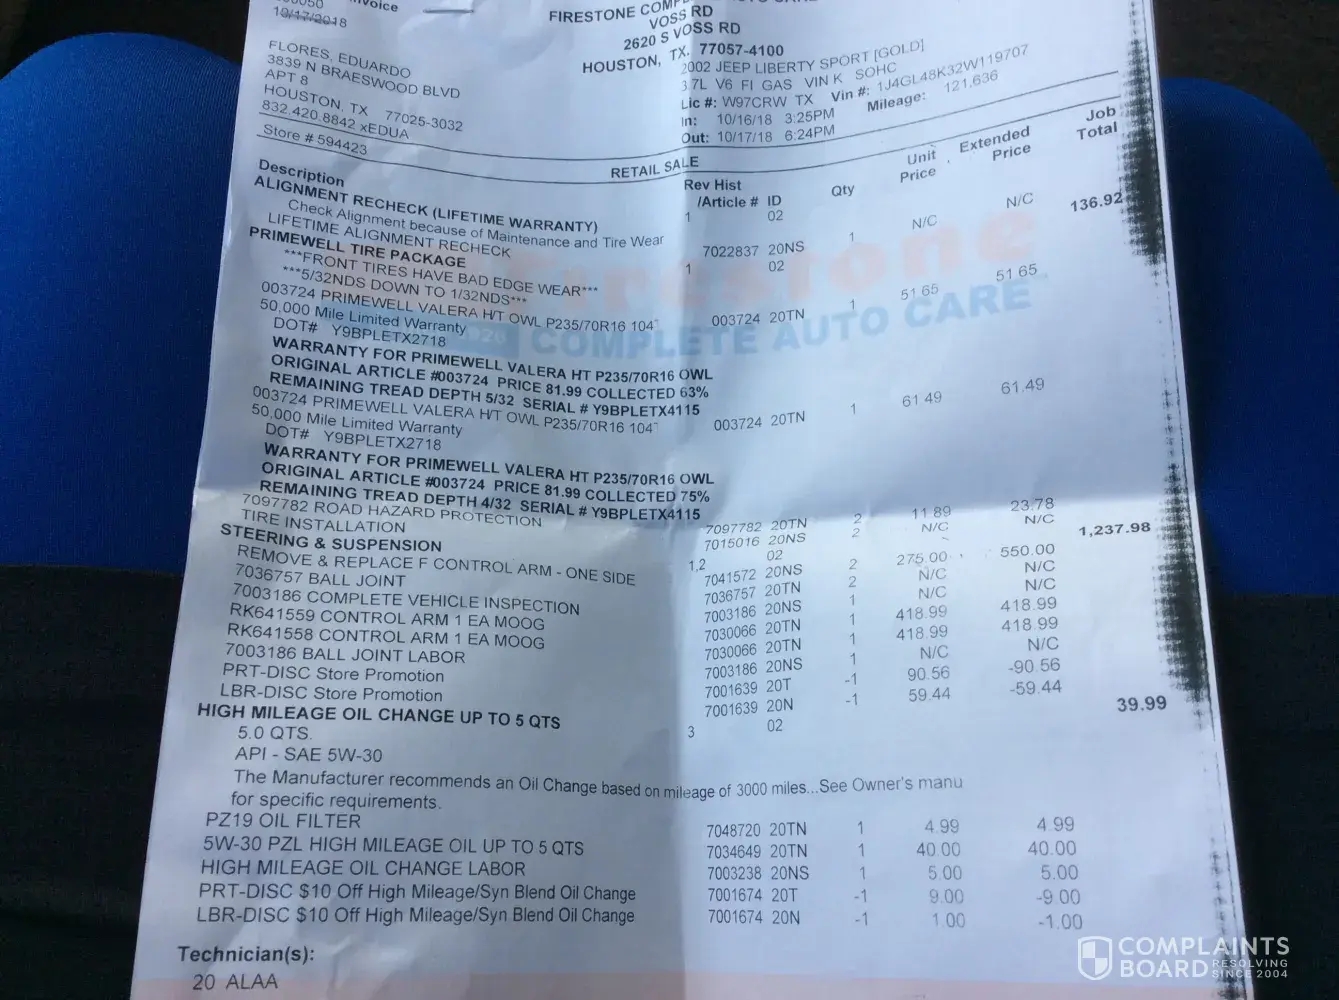 nvoice
10/17/2018
FIRESTONE COMPLETE AUTO CARE
VOSS RD
2620 S VOSS RD
HOUSTON, TX. 77057-4100
FLORES, EDUARDO
3839 N BRAESWOOD BLVD
APT 8
HOUSTON, TX 77025-3032
832.420.8842 xEDUA
2002 JEEP LIBERTY SPORT [GOLD]
3.7L V6 FI GAS VIN K SOHC
Lic #: W97CRW TX Vin #: 1J4GL48K32W119707
In: 10/16/18 3:25PM Mileage: 121,636
Out: 10/17/18 6:24PM
Store # 594423
RETAIL SALE
Description Rev Hist /Article # ID Qty Unit Price Extended Price Job Total
ALIGNMENT RECHECK (LIFETIME WARRANTY) 1 02
Check Alignment because of Maintenance and Tire Wear
LIFETIME ALIGNMENT RECHECK 7022837 20NS 1 N/C N/C
PRIMEWELL TIRE PACKAGE 1 02 136.92
***FRONT TIRES HAVE BAD EDGE WEAR***
***5/32NDS DOWN TO 1/32NDS***
003724 PRIMEWELL VALERA H/T OWL P235/70R16 104 003724 20TN 1 51.65 51.65
50,000 Mile Limited Warranty
DOT# Y9BPLETX2718
WARRANTY FOR PRIMEWELL VALERA HT P235/70R16 OWL
ORIGINAL ARTICLE #003724 PRICE 81.99 COLLECTED 63%
REMAINING TREAD DEPTH 5/32 SERIAL # Y9BPLETX4115
003724 PRIMEWELL VALERA H/T OWL P235/70R16 104 003724 20TN 1 61.49 61.49
50,000 Mile Limited Warranty
DOT# Y9BPLETX2718
WARRANTY FOR PRIMEWELL VALERA HT P235/70R16 OWL
ORIGINAL ARTICLE #003724 PRICE 81.99 COLLECTED 75%
REMAINING TREAD DEPTH 4/32 SERIAL # Y9BPLETX4115
7097782 ROAD HAZARD PROTECTION 7097782 20TN 2 11.89 23.78
TIRE INSTALLATION 7015016 20NS 2 N/C N/C
STEERING & SUSPENSION 1,2 02 1,237.98
REMOVE & REPLACE F CONTROL ARM - ONE SIDE 7041572 20NS 2 275.00 550.00
7036757 BALL JOINT 7036757 20TN 2 N/C N/C
7003186 COMPLETE VEHICLE INSPECTION 7003186 20NS 1 N/C N/C
RK641559 CONTROL ARM 1 EA MOOG 7030066 20TN 1 418.99 418.99
RK641558 CONTROL ARM 1 EA MOOG 7030066 20TN 1 418.99 418.99
7003186 BALL JOINT LABOR 7003186 20NS 1 N/C
PRT-DISC Store Promotion 7001639 20T -1 90.56 -90.56
LBR-DISC Store Promotion 7001639 20N -1 59.44 -59.44
HIGH MILEAGE OIL CHANGE UP TO 5 QTS 3 02 39.99
5.0 QTS.
API - SAE 5W-30
The Manufacturer recommends an Oil Change based on mileage of 3000 miles...See Owner's manu
for specific requirements.
PZ19 OIL FILTER 7048720 20TN 1 4.99 4.99
5W-30 PZL HIGH MILEAGE OIL UP TO 5 QTS 7034649 20TN 1 40.00 40.00
HIGH MILEAGE OIL CHANGE LABOR 7003238 20NS 1 5.00 5.00
PRT-DISC $10 Off High Mileage/Syn Blend Oil Change 7001674 20T -1 9.00 -9.00
LBR-DISC $10 Off High Mileage/Syn Blend Oil Change 7001674 20N -1 1.00 -1.00
Technician(s):
20 ALAA
Firestone
COMPLETE AUTO CARE
COMPLAINTS
BOARD RESOLVING SINCE 2004